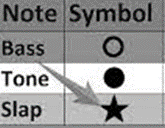 Note Symbol
Bass ○
Tone ●
Slap ★